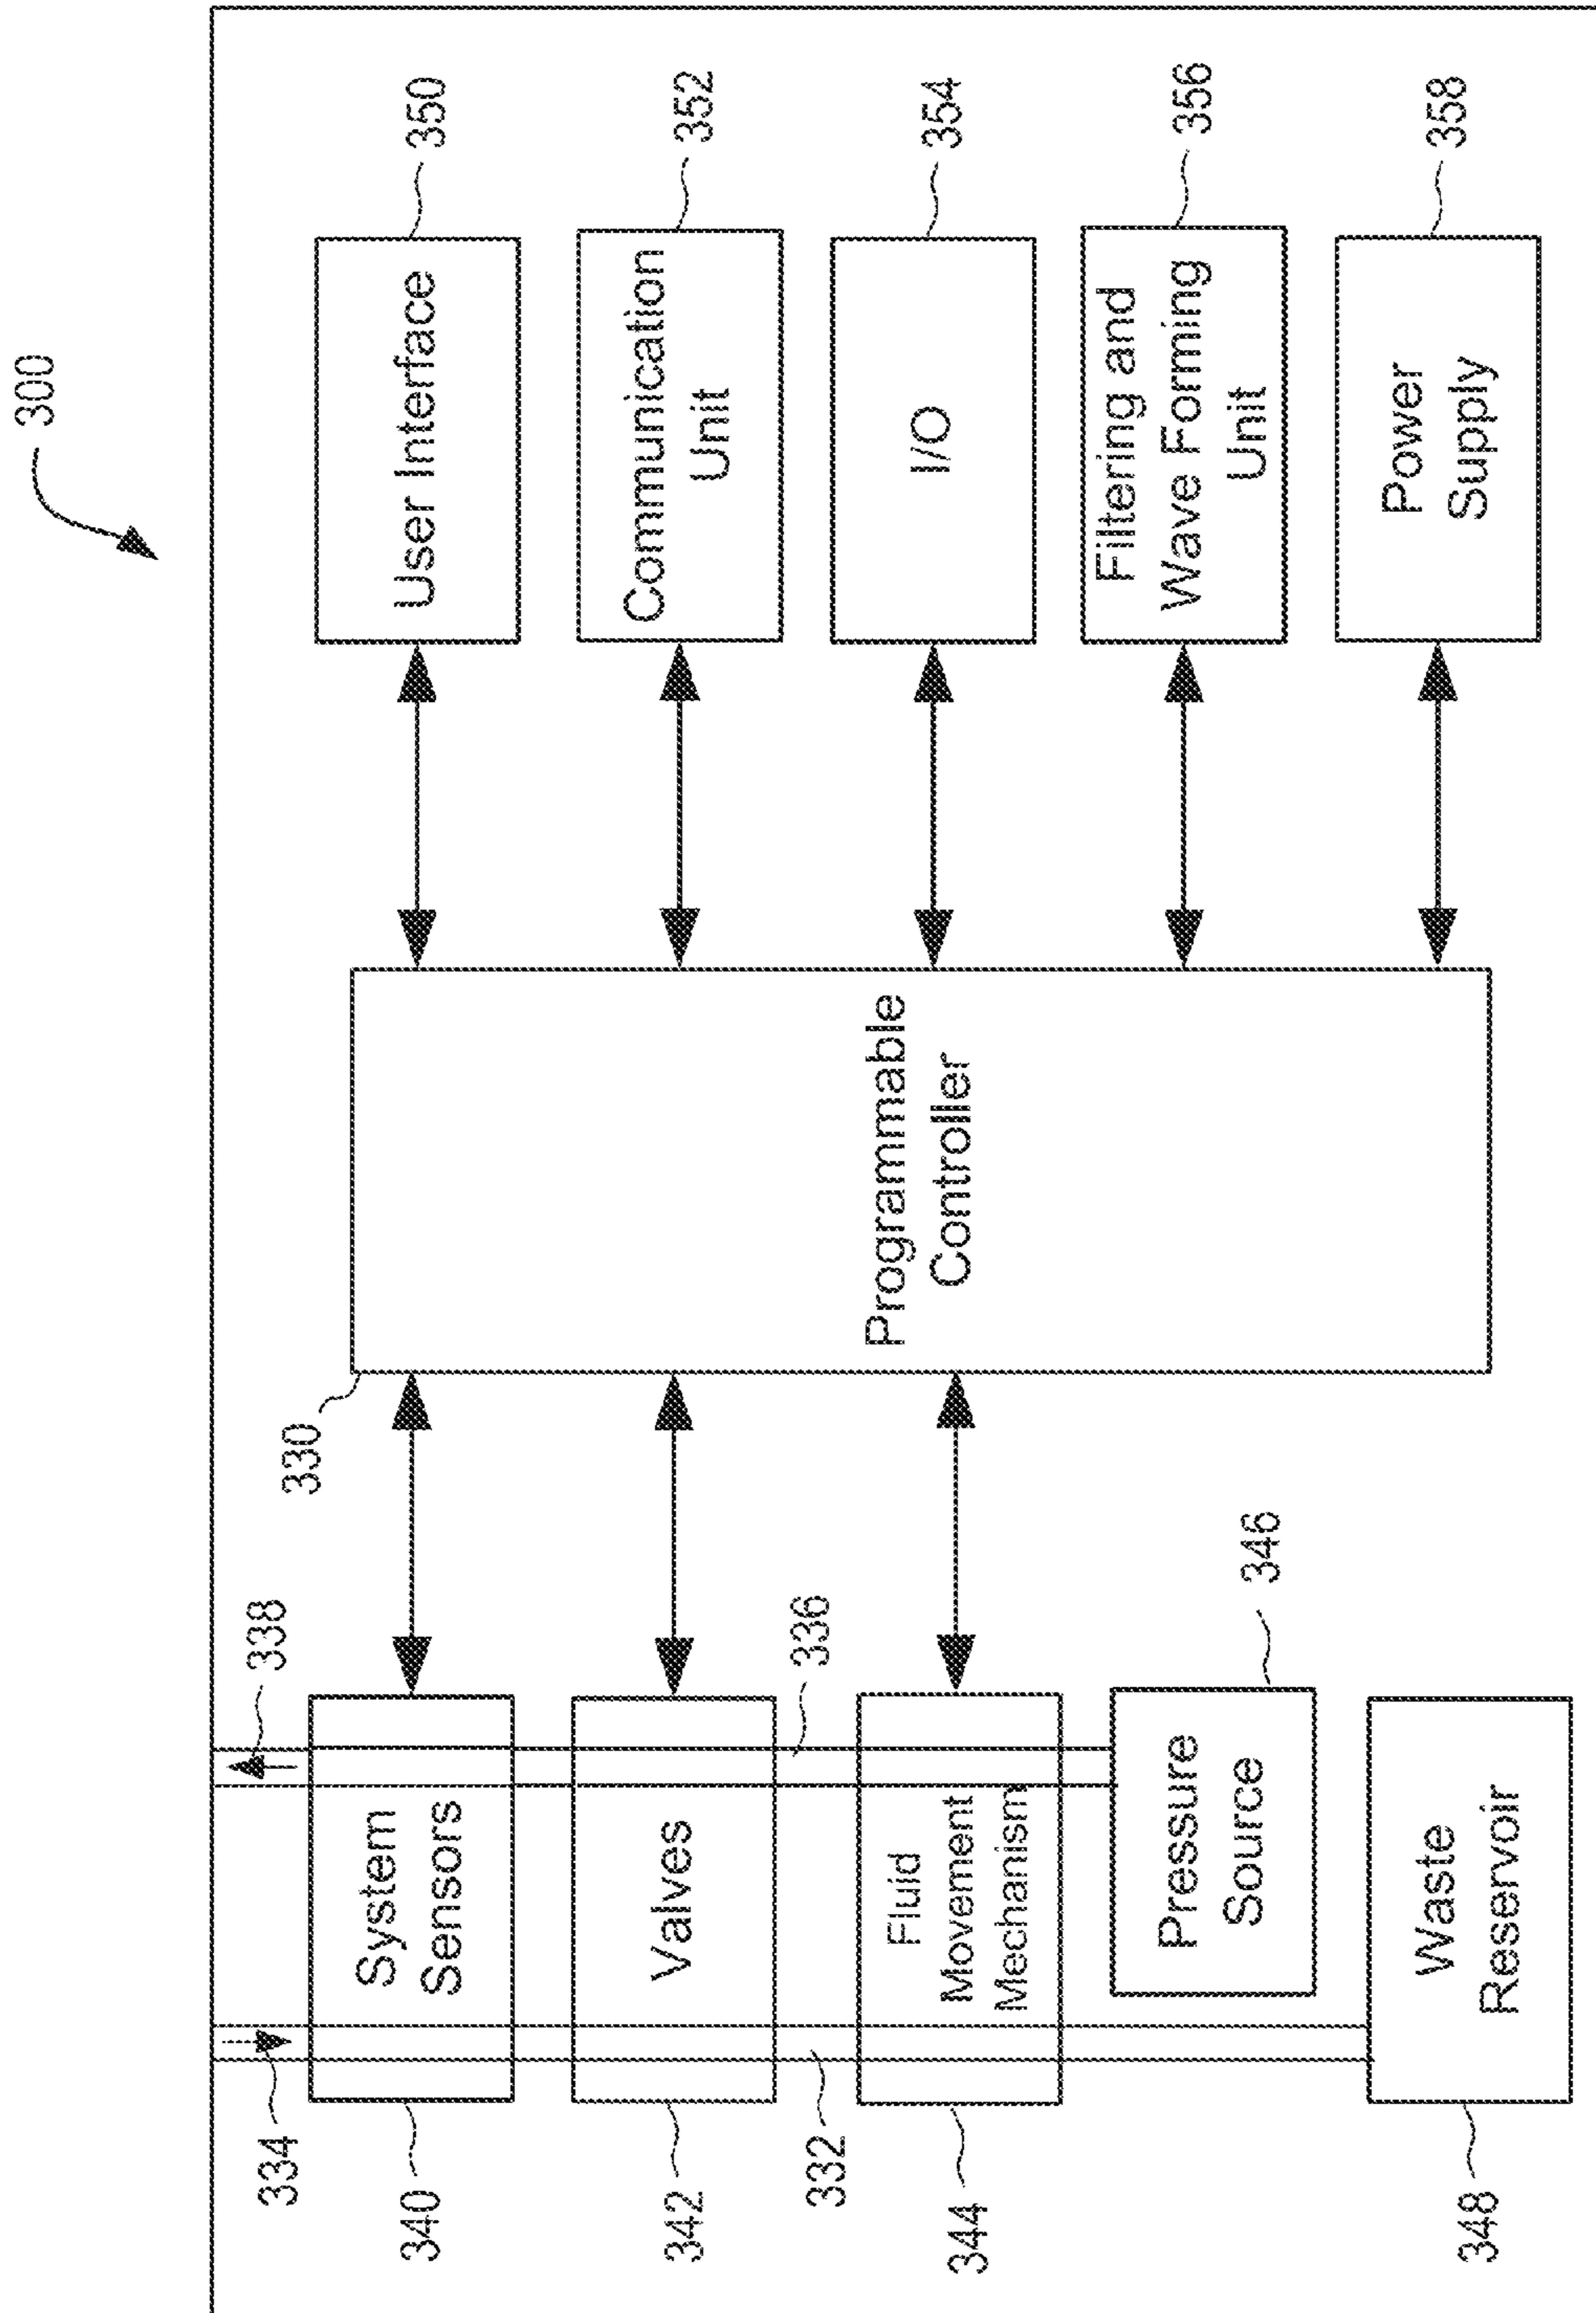 300
334
338
340
System
Sensors
342
Valves
332
336
344
Fluid
Movement
Mechanism
346
Pressure
Source
348
Waste
Reservoir
330
Programmable
Controller
User Interface
350
Communication
Unit
352
I/O
354
Filtering and
Wave Forming
Unit
356
Power
Supply
358